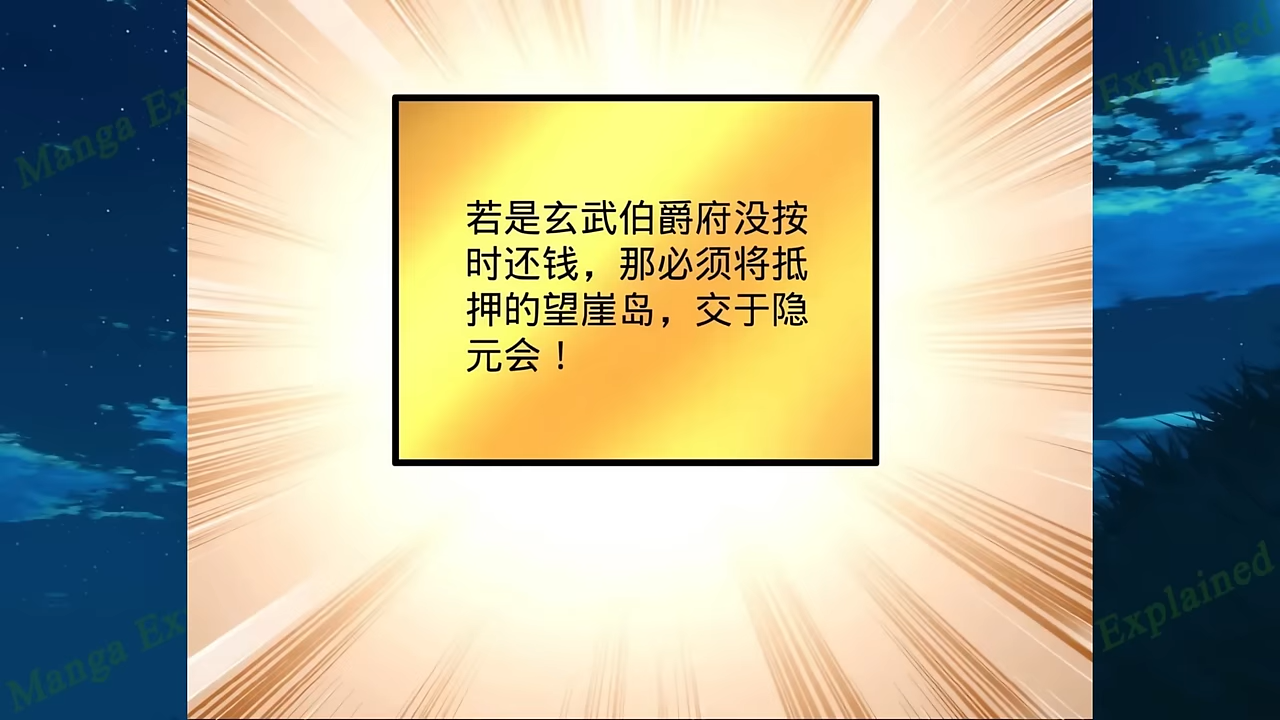 若是玄武伯爵府没按
时还钱，那必须将抵
押的望崖岛，交于隐
元会！
Manga Ex
Explained
Manga Ex
Explained